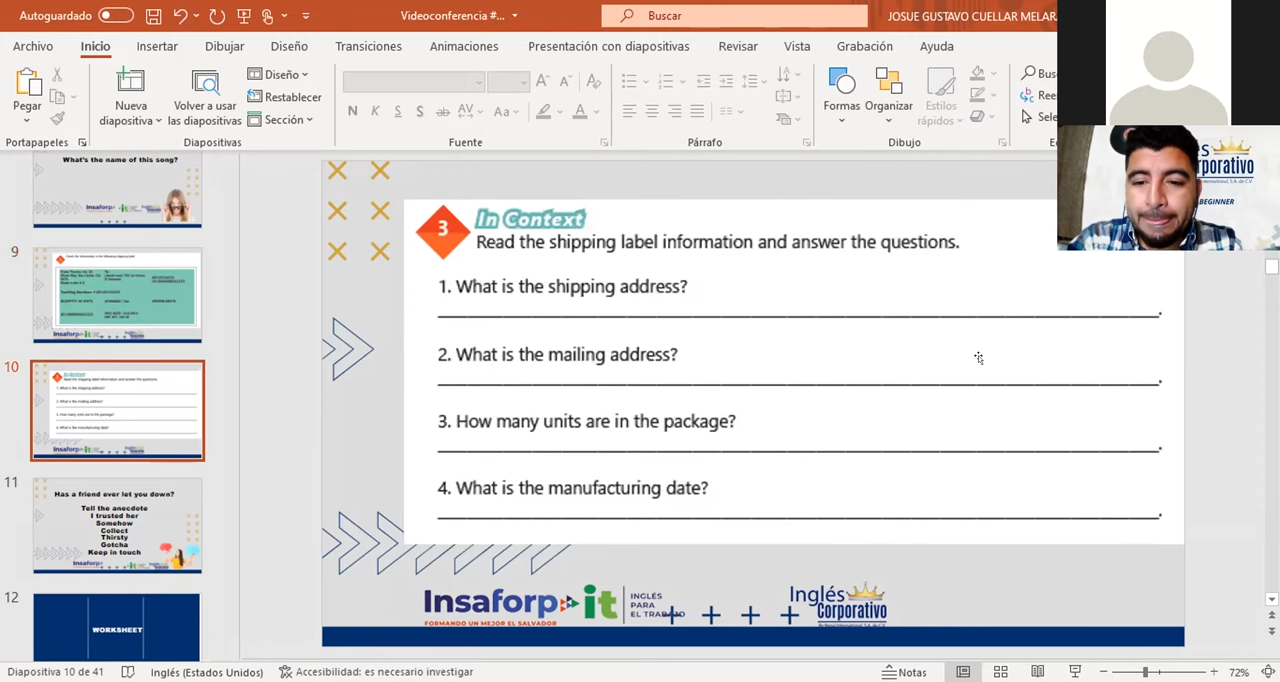 Autoguardado
Videoconferencia #...
Buscar
JOSUE GUSTAVO CUELLAR MELAR
Archivo
Inicio
Insertar
Dibujar
Diseño
Transiciones
Animaciones
Presentación con diapositivas
Revisar
Vista
Grabación
Ayuda
Pegar
Nueva
diapositiva
Volver a usar
las diapositivas
Diseño
Restablecer
Sección
N K S S ab AV Aa
Formas
Organizar
Estilos
rápidos
Portapapeles
Diapositivas
Fuente
Párrafo
Dibujo
What's the name of this song?
9
10
11
Has a friend ever let you down?
Tell the anecdote
I trusted her
Somehow
Collect
Thirsty
Gotcha
Keep in touch
12
WORKSHEET
3
In Context
Read the shipping label information and answer the questions.
1. What is the shipping address?
2. What is the mailing address?
3. How many units are in the package?
4. What is the manufacturing date?
Insaforp it
INGLÉS
PARA
EL TRABAJO
FORMANDO UN MEJOR EL SALVADOR
Inglés
Corporativo
Corporativo
BEGINNER
Diapositiva 10 de 41
Inglés (Estados Unidos)
Accesibilidad: es necesario investigar
Notas
72%